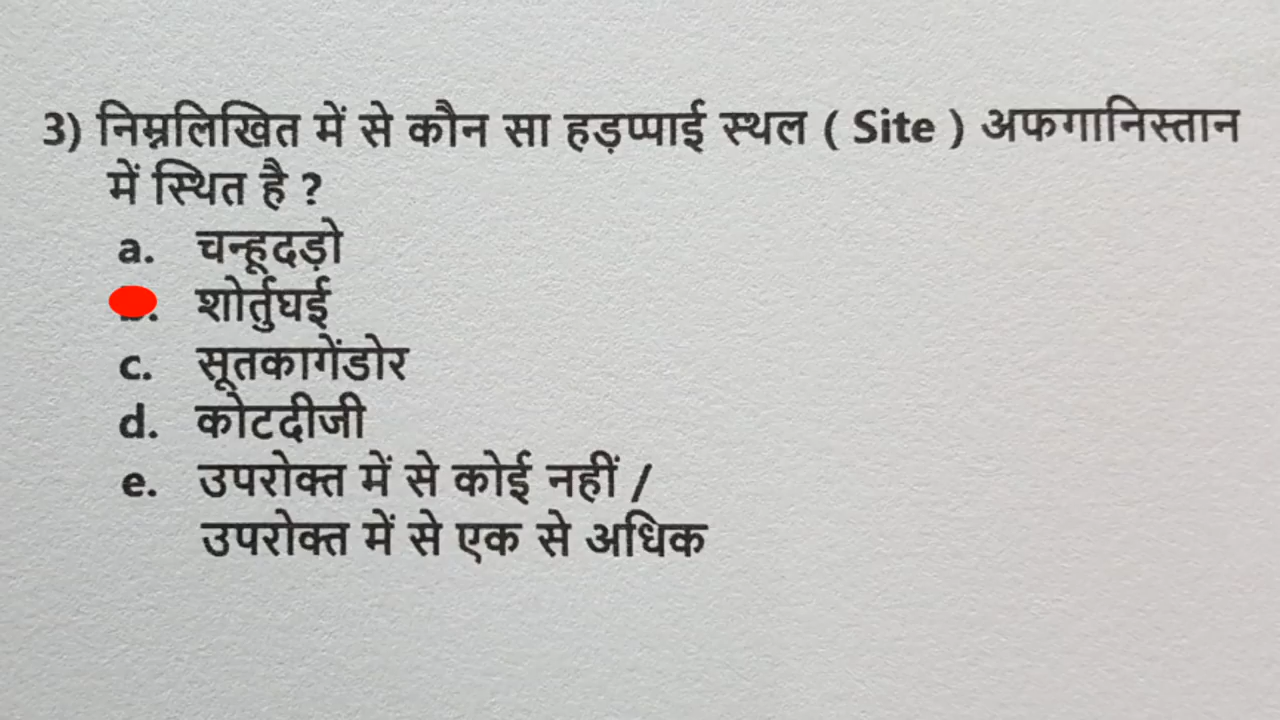 3) निम्नलिखित में से कौन सा हड़प्पाई स्थल ( Site ) अफगानिस्तान
में स्थित है ?
a. चन्हूदड़ो
शोर्तुघई
c. सूतकागेंडोर
d. कोटदीजी
e. उपरोक्त में से कोई नहीं /
उपरोक्त में से एक से अधिक